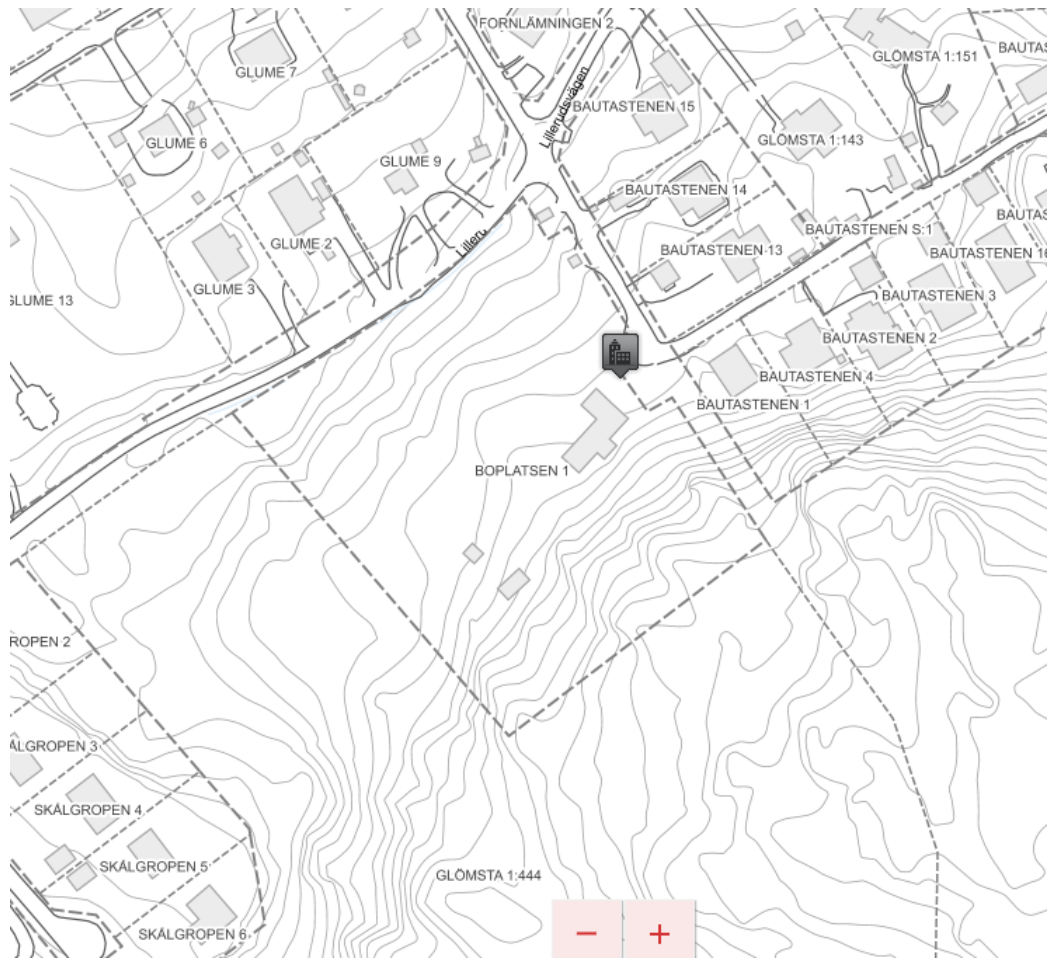 FORNLÄMNINGEN 2
GLÖMSTA 1:151
BAUTAS
GLUME 7
Lillerudsvägen
BAUTASTENEN 15
GLUME 6
GLÖMSTA 1:143
GLUME 9
BAUTASTENEN 14
BAUTAS
GLUME 2
Lilleru
BAUTASTENEN S:1
BAUTASTENEN 13
BAUTASTENEN 16
GLUME 3
BAUTASTENEN 3
GLUME 13
BAUTASTENEN 2
BAUTASTENEN 4
BAUTASTENEN 1
BOPLATSEN 1
ROPEN 2
ÅLGROPEN 3
SKÅLGROPEN 4
SKÅLGROPEN 5
GLÖMSTA 1:444
SKÅLGROPEN 6
− +